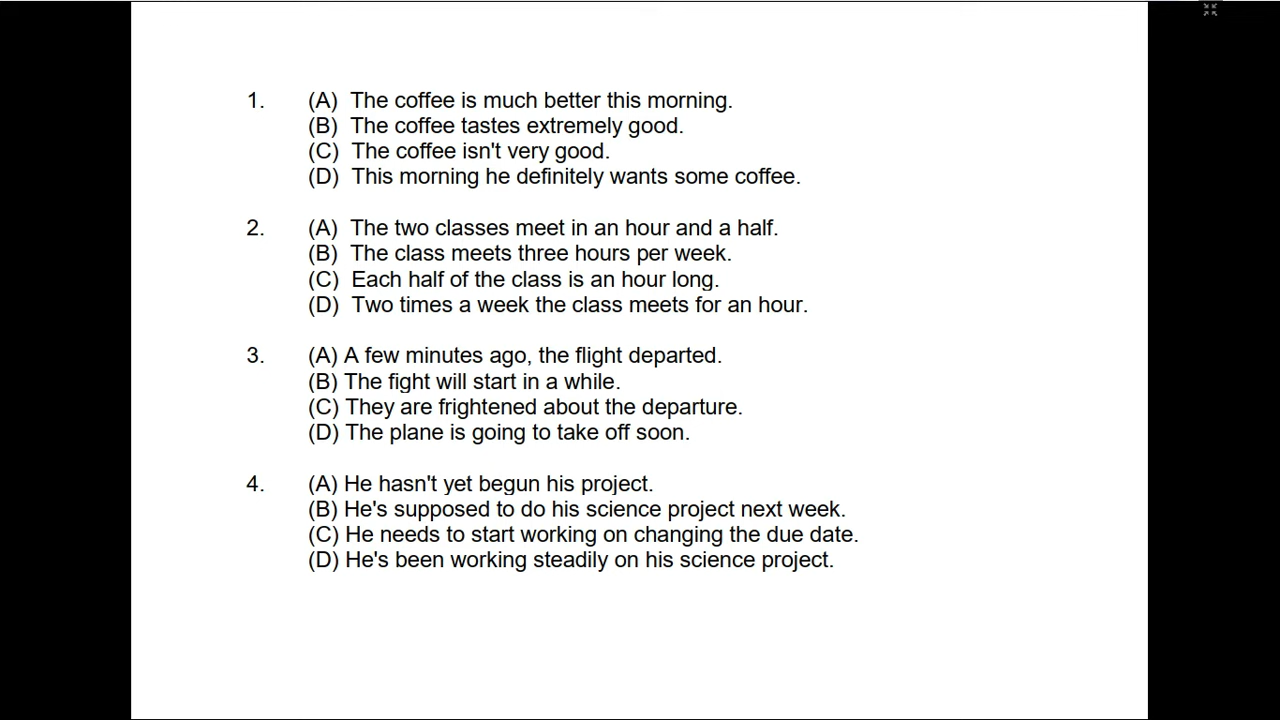 1. (A) The coffee is much better this morning.
(B) The coffee tastes extremely good.
(C) The coffee isn't very good.
(D) This morning he definitely wants some coffee.
2. (A) The two classes meet in an hour and a half.
(B) The class meets three hours per week.
(C) Each half of the class is an hour long.
(D) Two times a week the class meets for an hour.
3. (A) A few minutes ago, the flight departed.
(B) The fight will start in a while.
(C) They are frightened about the departure.
(D) The plane is going to take off soon.
4. (A) He hasn't yet begun his project.
(B) He's supposed to do his science project next week.
(C) He needs to start working on changing the due date.
(D) He's been working steadily on his science project.